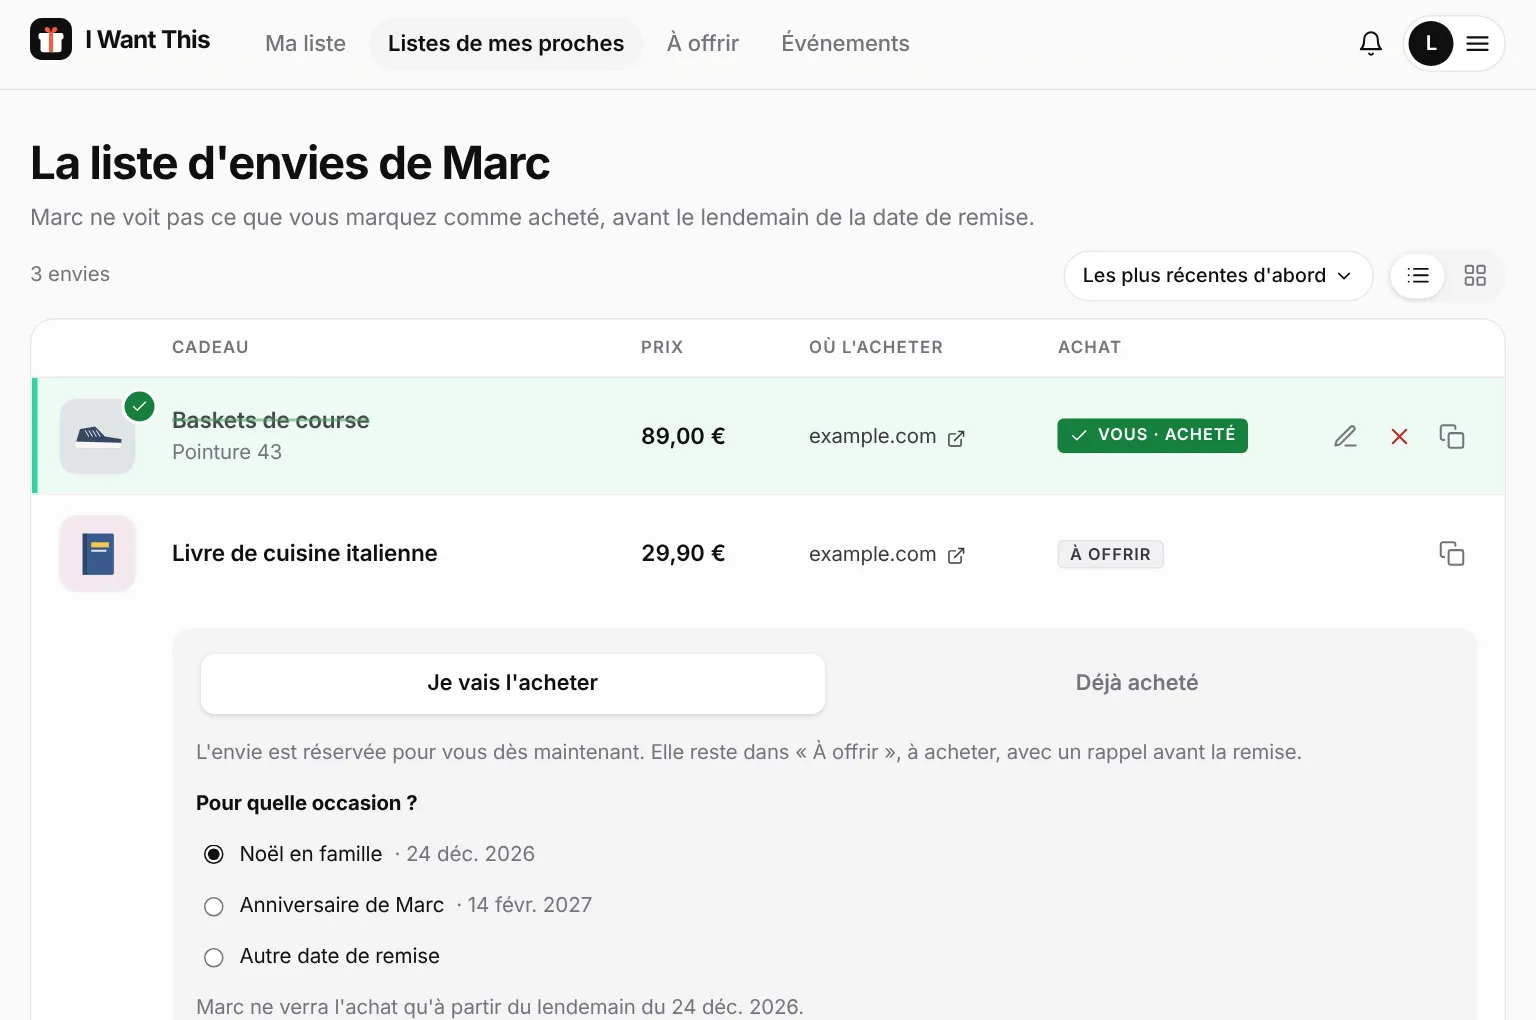 I Want This
Ma liste
Listes de mes proches
À offrir
Événements
L
La liste d'envies de Marc
Marc ne voit pas ce que vous marquez comme acheté, avant le lendemain de la date de remise.
3 envies
Les plus récentes d'abord
CADEAU PRIX OÙ L'ACHETER ACHAT
Baskets de course
Pointure 43
89,00 €
example.com
VOUS · ACHETÉ
Livre de cuisine italienne
29,90 €
example.com
À OFFRIR
Je vais l'acheter
Déjà acheté
L'envie est réservée pour vous dès maintenant. Elle reste dans « À offrir », à acheter, avec un rappel avant la remise.
Pour quelle occasion ?
Noël en famille · 24 déc. 2026
Anniversaire de Marc · 14 févr. 2027
Autre date de remise
Marc ne verra l'achat qu'à partir du lendemain du 24 déc. 2026.